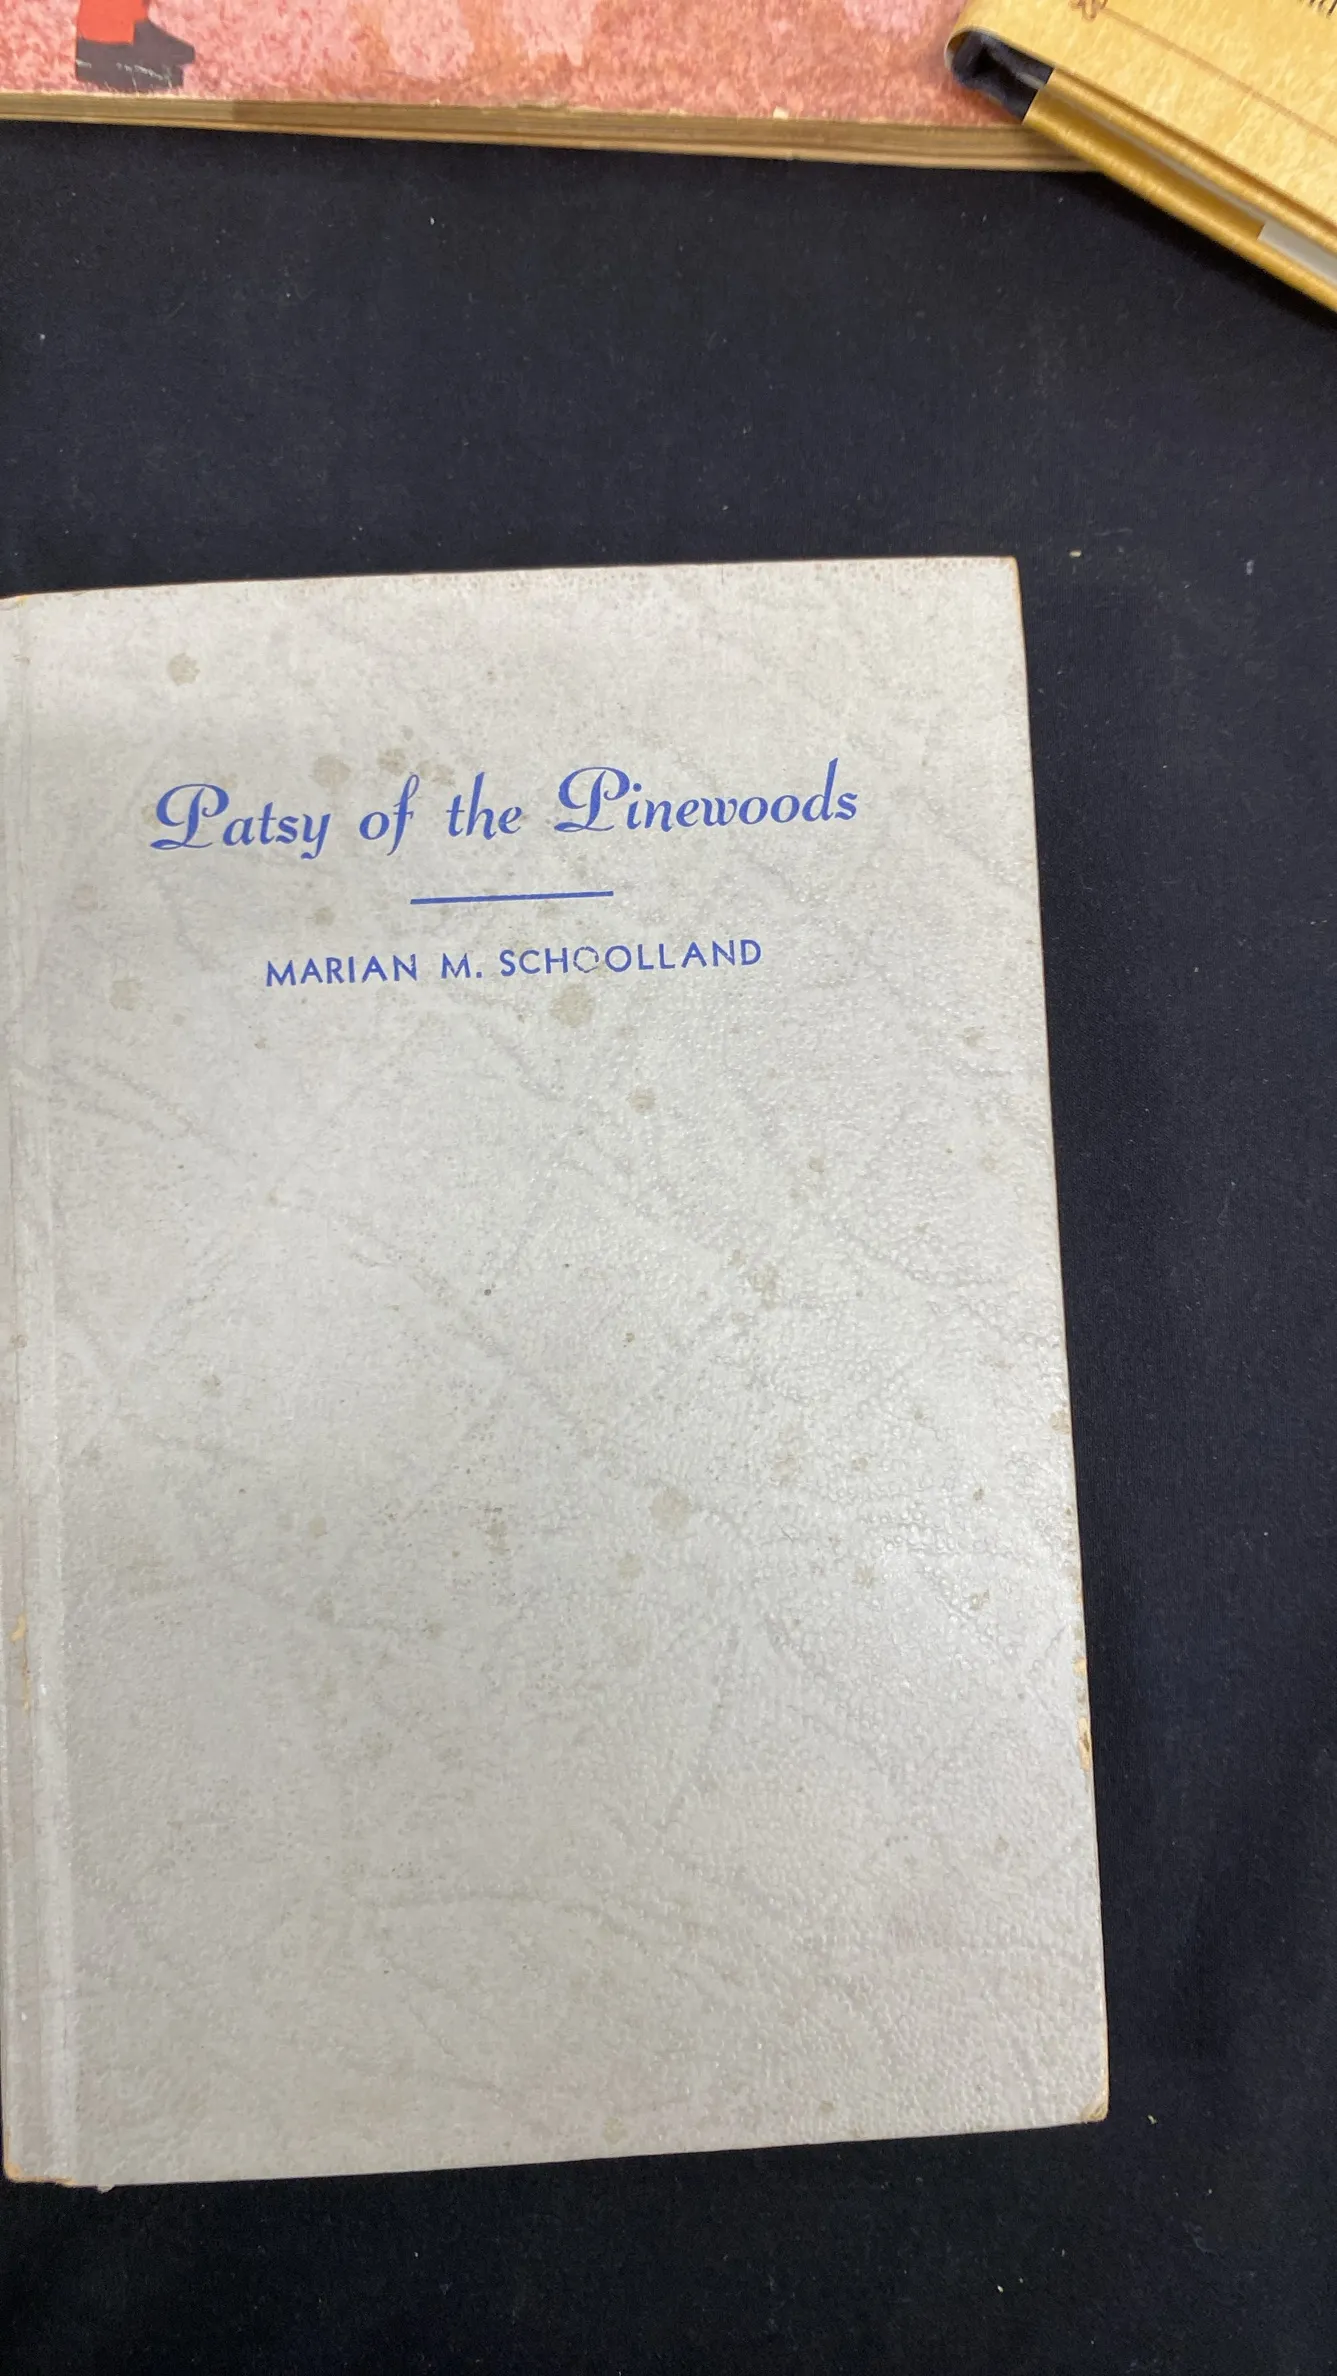 Patsy of the Pinewoods
MARIAN M. SCHOOLLAND